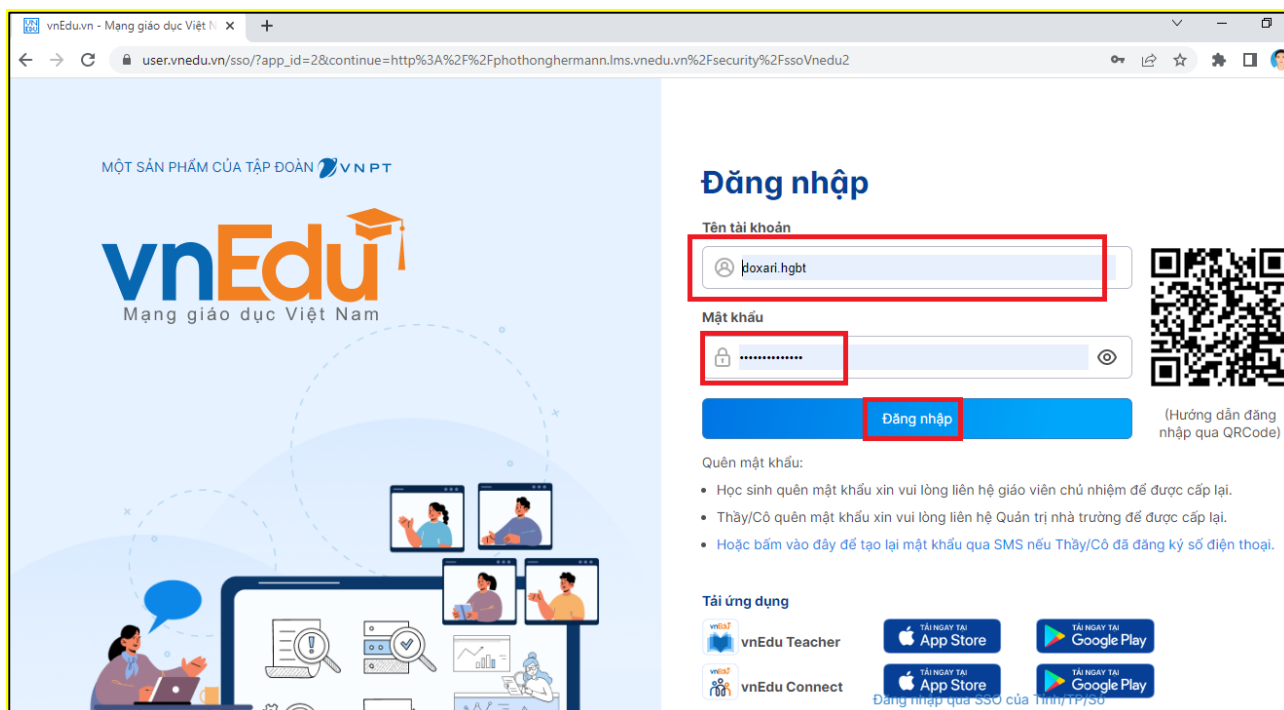 vnEdu.vn - Mạng giáo dục Việt N
user.vnedu.vn/sso/?app_id=2&continue=http%3A%2F%2Fphothonghermann.lms.vnedu.vn%2Fsecurity%2FssoVnedu2
MỘT SẢN PHẨM CỦA TẬP ĐOÀN VNPT
vnEdu
Mạng giáo dục Việt Nam
Đăng nhập
Tên tài khoản
doxari.hgbt
Mật khẩu
••••••••••••••
Đăng nhập
(Hướng dẫn đăng
nhập qua QRCode)
Quên mật khẩu:
• Học sinh quên mật khẩu xin vui lòng liên hệ giáo viên chủ nhiệm để được cấp lại.
• Thầy/Cô quên mật khẩu xin vui lòng liên hệ Quản trị nhà trường để được cấp lại.
• Hoặc bấm vào đây để tạo lại mật khẩu qua SMS nếu Thầy/Cô đã đăng ký số điện thoại.
Tải ứng dụng
vnEdu
vnEdu Teacher
TẢI NGAY TẠI
App Store
TẢI NGAY TẠI
Google Play
vnEdu
vnEdu Connect
TẢI NGAY TẠI
App Store
TẢI NGAY TẠI
Google Play
Đăng nhập qua SSO của Tỉnh/TP/Sở